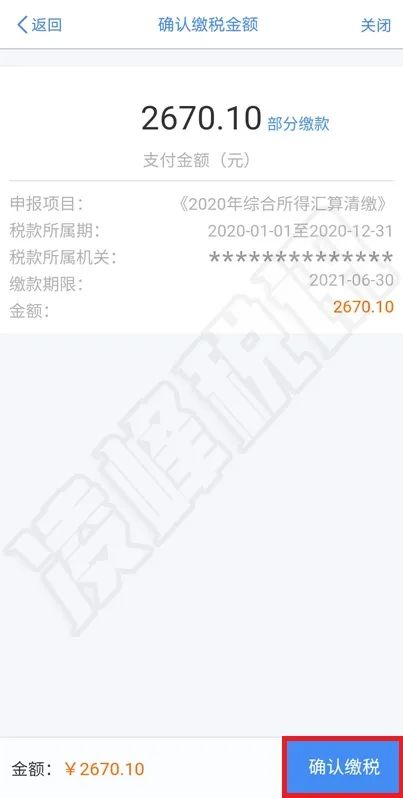 返回 确认缴税金额 关闭
2670.10 部分缴款
支付金额（元）
申报项目： 《2020年综合所得汇算清缴》
税款所属期： 2020-01-01至2020-12-31
税款所属机关： **************
缴款期限： 2021-06-30
金额： 2670.10
凌峰税视
金额：￥2670.10 确认缴税